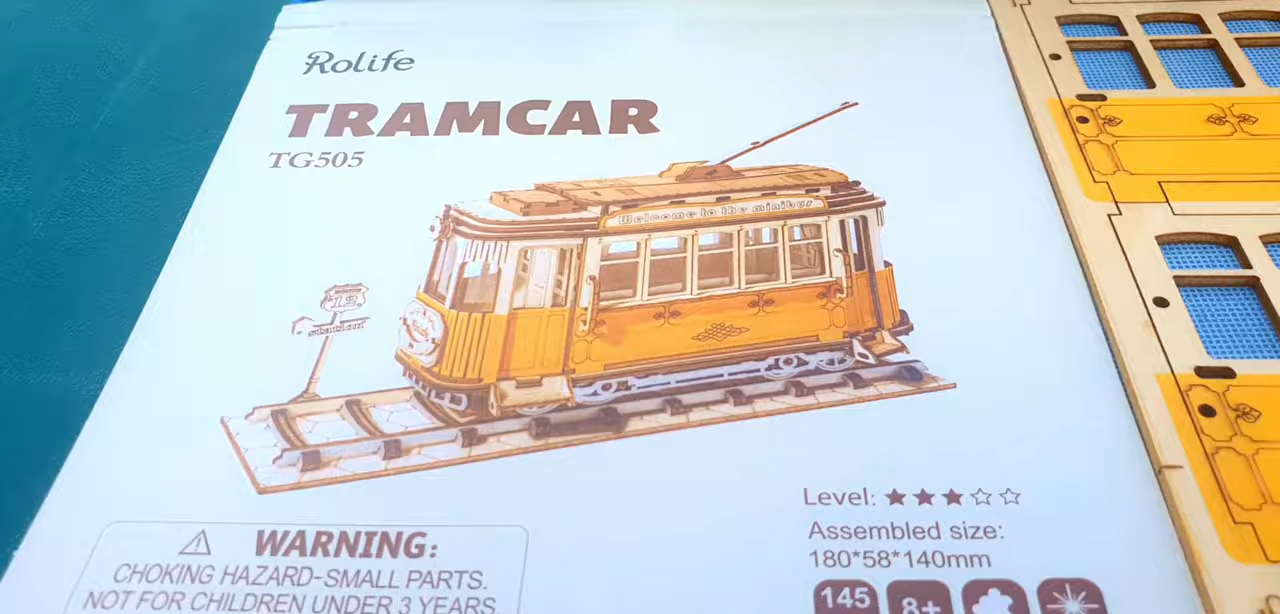 Rolife
TRAMCAR
TG505
Welcome to the minibus
12
station
Level:
Assembled size:
180*58*140mm
145
8+
WARNING:
CHOKING HAZARD-SMALL PARTS.
NOT FOR CHILDREN UNDER 3 YEARS.